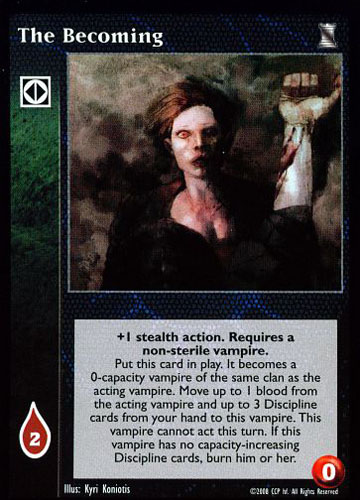 The Becoming
+1 stealth action. Requires a
non-sterile vampire.
Put this card in play. It becomes a
0-capacity vampire of the same clan as the
acting vampire. Move up to 1 blood from
the acting vampire and up to 3 Discipline
cards from your hand to this vampire. This
vampire cannot act this turn. If this
vampire has no capacity-increasing
Discipline cards, burn him or her.
2
0
Illus: Kyri Koniotis
©2008 CCP hf. All Rights Reserved